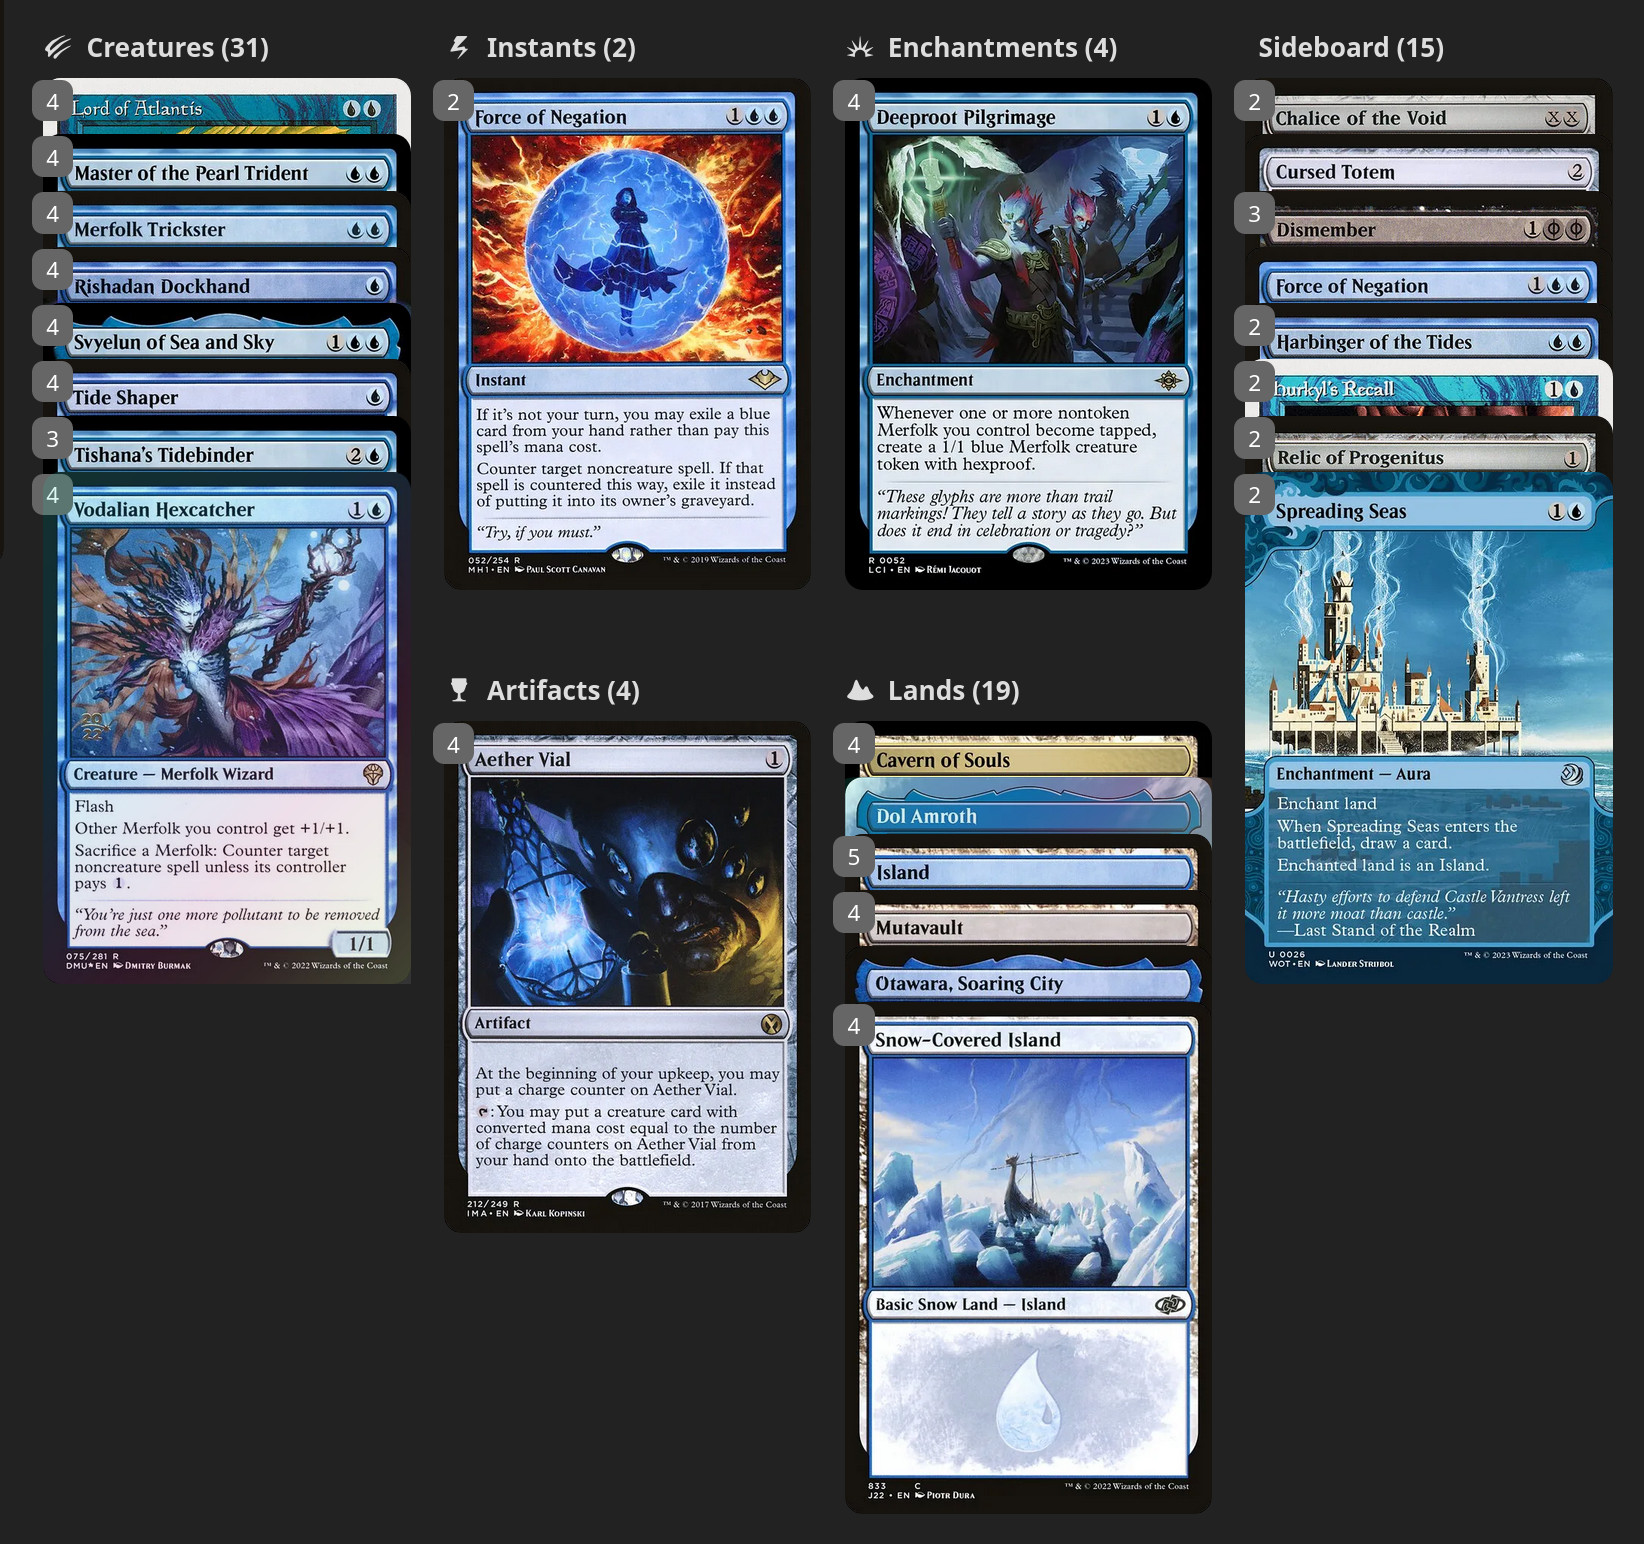 Creatures (31)
4
Lord of Atlantis
4
Master of the Pearl Trident
4
Merfolk Trickster
4
Rishadan Dockhand
4
Svyelun of Sea and Sky
1
4
Tide Shaper
3
Tishana's Tidebinder
2
4
Vodalian Hexcatcher
1
20
22
Creature — Merfolk Wizard
Flash
Other Merfolk you control get +1/+1.
Sacrifice a Merfolk: Counter target
noncreature spell unless its controller
pays 1.
“You’re just one more pollutant to be removed
from the sea.”
1/1
075/281 R
DMU★EN DMITRY BURMAK
™ & © 2022 Wizards of the Coast
Instants (2)
2
Force of Negation
1
Instant
If it's not your turn, you may exile a blue
card from your hand rather than pay this
spell's mana cost.
Counter target noncreature spell. If that
spell is countered this way, exile it instead
of putting it into its owner's graveyard.
“Try, if you must.”
052/254 R
MH1 • EN PAUL SCOTT CANAVAN
™ & © 2019 Wizards of the Coast
Artifacts (4)
4
Aether Vial
1
Artifact
At the beginning of your upkeep, you may
put a charge counter on Aether Vial.
: You may put a creature card with
converted mana cost equal to the number
of charge counters on Aether Vial from
your hand onto the battlefield.
212/249 R
IMA • EN KARL KOPINSKI
™ & © 2017 Wizards of the Coast
Enchantments (4)
4
Deeproot Pilgrimage
1
Enchantment
Whenever one or more nontoken
Merfolk you control become tapped,
create a 1/1 blue Merfolk creature
token with hexproof.
“These glyphs are more than trail
markings! They tell a story as they go. But
does it end in celebration or tragedy?”
R 0052
LCI • EN RÉMI JACQUOT
™ & © 2023 Wizards of the Coast
Lands (19)
4
Cavern of Souls
Dol Amroth
5
Island
4
Mutavault
Otawara, Soaring City
4
Snow-Covered Island
Basic Snow Land — Island
833 C
J22 • EN PIOTR DURA
™ & © 2022 Wizards of the Coast
Sideboard (15)
2
Chalice of the Void
X X
Cursed Totem
2
3
Dismember
1
Force of Negation
1
2
Harbinger of the Tides
2
Hurkyl's Recall
1
2
Relic of Progenitus
1
2
Spreading Seas
1
Enchantment — Aura
Enchant land
When Spreading Seas enters the
battlefield, draw a card.
Enchanted land is an Island.
“Hasty efforts to defend Castle Vantress left
it more moat than castle.”
—Last Stand of the Realm
U 0026
WOT • EN LANDER STRIJBOL
™ & © 2023 Wizards of the Coast